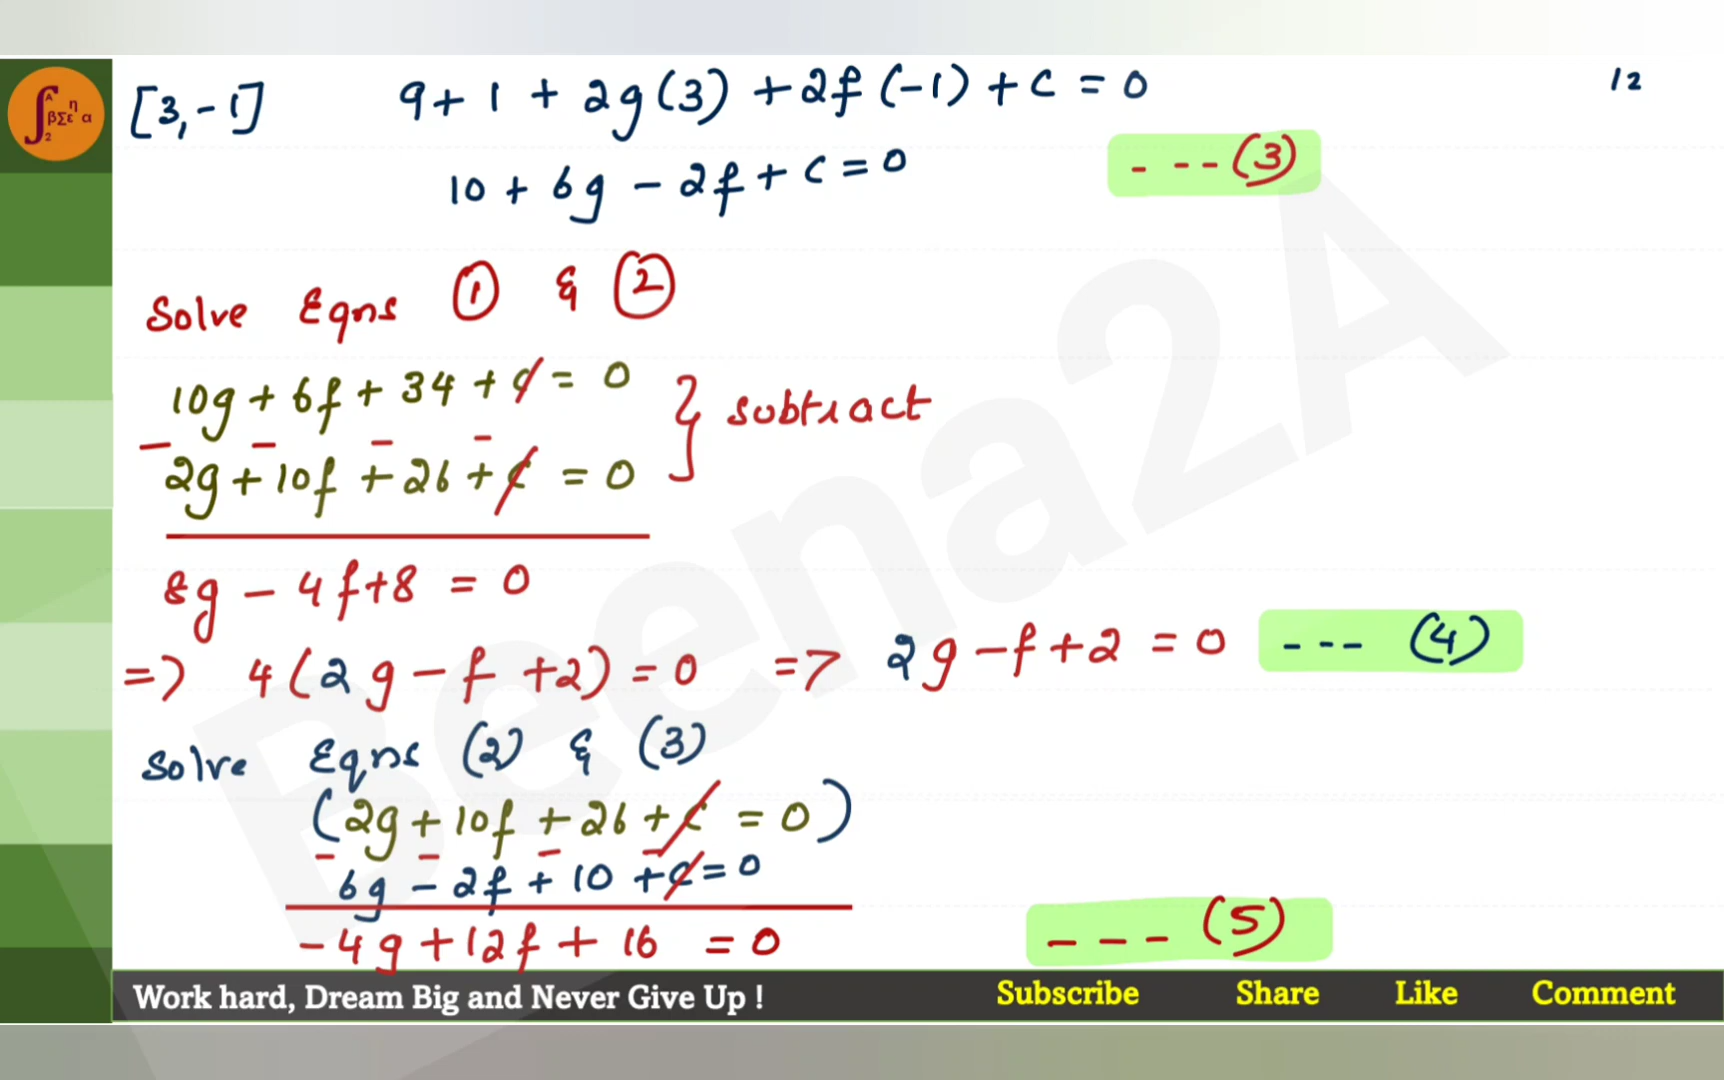 [3,-1] 9 + 1 + 2g(3) + 2f(-1) + c = 0
12
10 + 6g - 2f + c = 0 - - - (3)
Solve Eqns ① & ②
10g + 6f + 34 + c = 0
- - - -
2g + 10f + 26 + c = 0
} subtract
8g - 4f + 8 = 0
=> 4(2g - f + 2) = 0 => 2g - f + 2 = 0 - - - (4)
Solve Eqns (2) & (3)
(2g + 10f + 26 + c = 0)
- - - -
6g - 2f + 10 + c = 0
-4g + 12f + 16 = 0 - - - (5)
Beena2A
Work hard, Dream Big and Never Give Up ! Subscribe Share Like Comment